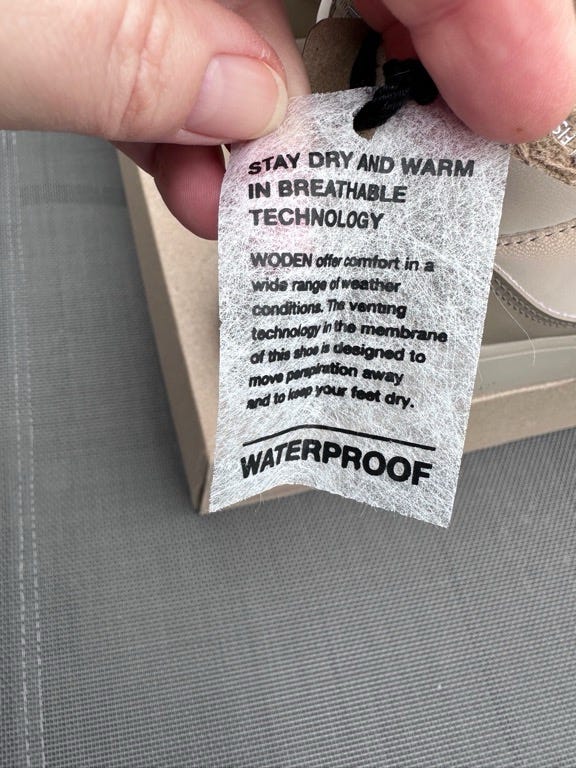 STAY DRY AND WARM
IN BREATHABLE
TECHNOLOGY
WODEN offer comfort in a
wide range of weather
conditions. The venting
technology in the membrane
of this shoe is designed to
move perspiration away
and to keep your feet dry.
WATERPROOF